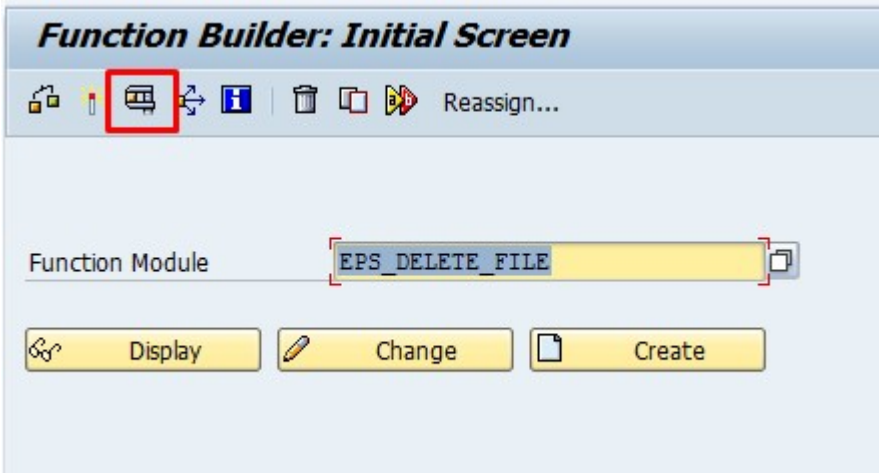 Function Builder: Initial Screen
Reassign...
Function Module EPS_DELETE_FILE
Display Change Create